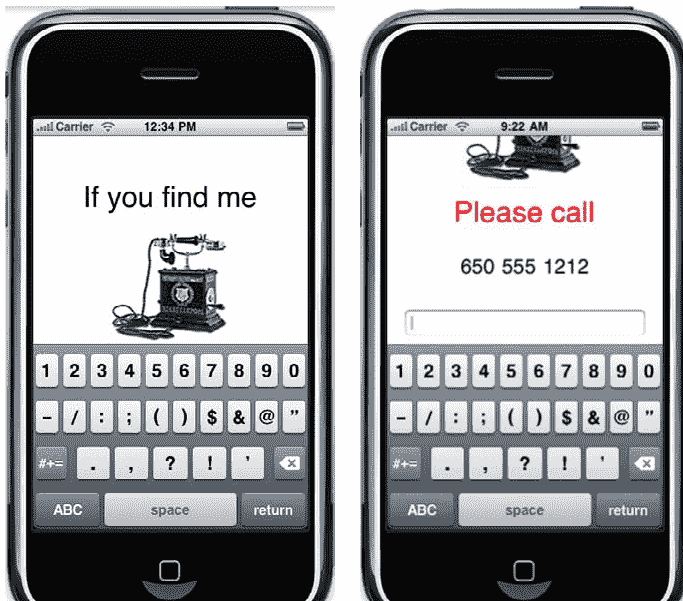 Carrier 12:34 PM
If you find me
1 2 3 4 5 6 7 8 9 0
- / : ; ( ) $ & @ "
#+= . , ? ! '
ABC space return
Carrier 9:22 AM
Please call
650 555 1212
1 2 3 4 5 6 7 8 9 0
- / : ; ( ) $ & @ "
#+= . , ? ! '
ABC space return